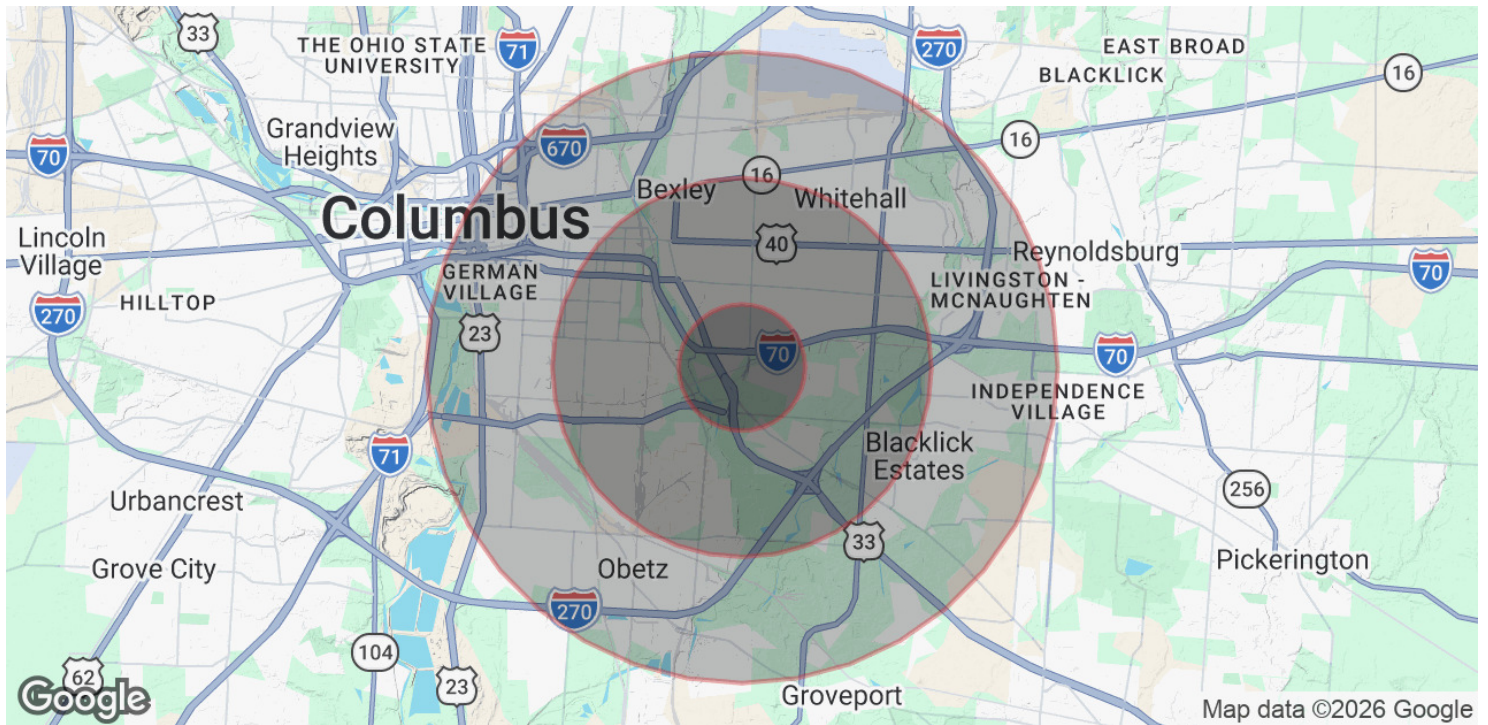 33
THE OHIO STATE
UNIVERSITY
71
270
EAST BROAD
BLACKLICK
16
Grandview
Heights
670
16
70
Bexley
16
Whitehall
Columbus
40
Lincoln
Village
Reynoldsburg
GERMAN
VILLAGE
LIVINGSTON -
MCNAUGHTEN
70
270
HILLTOP
23
70
70
INDEPENDENCE
VILLAGE
71
Blacklick
Estates
Urbancrest
256
33
Grove City
Obetz
Pickerington
270
104
62
23
Groveport
Google
Map data ©2026 Google